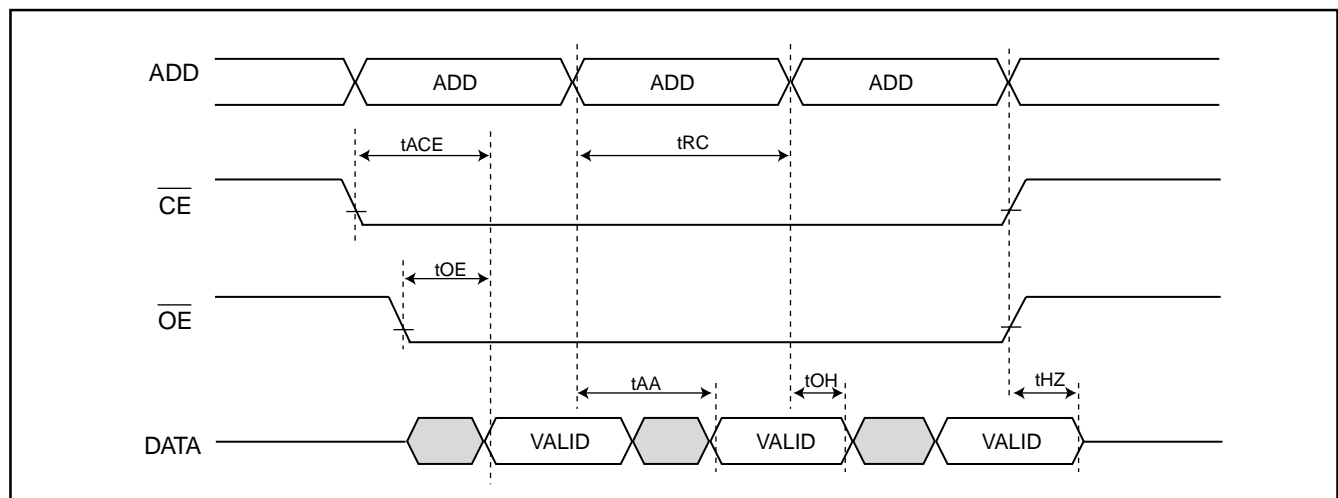 ADD ADD ADD ADD
tACE tRC
CE
tOE
OE
tAA tOH tHZ
DATA VALID VALID VALID